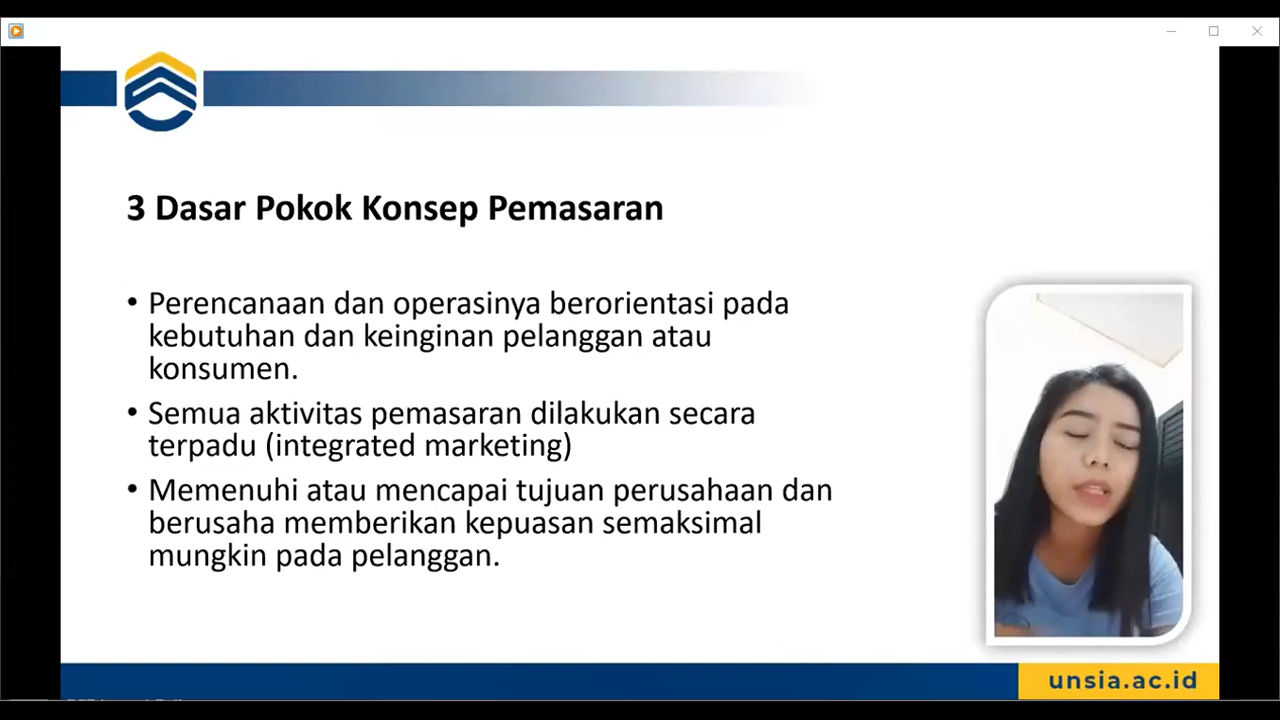 3 Dasar Pokok Konsep Pemasaran
• Perencanaan dan operasinya berorientasi pada
kebutuhan dan keinginan pelanggan atau
konsumen.
• Semua aktivitas pemasaran dilakukan secara
terpadu (integrated marketing)
• Memenuhi atau mencapai tujuan perusahaan dan
berusaha memberikan kepuasan semaksimal
mungkin pada pelanggan.
unsia.ac.id